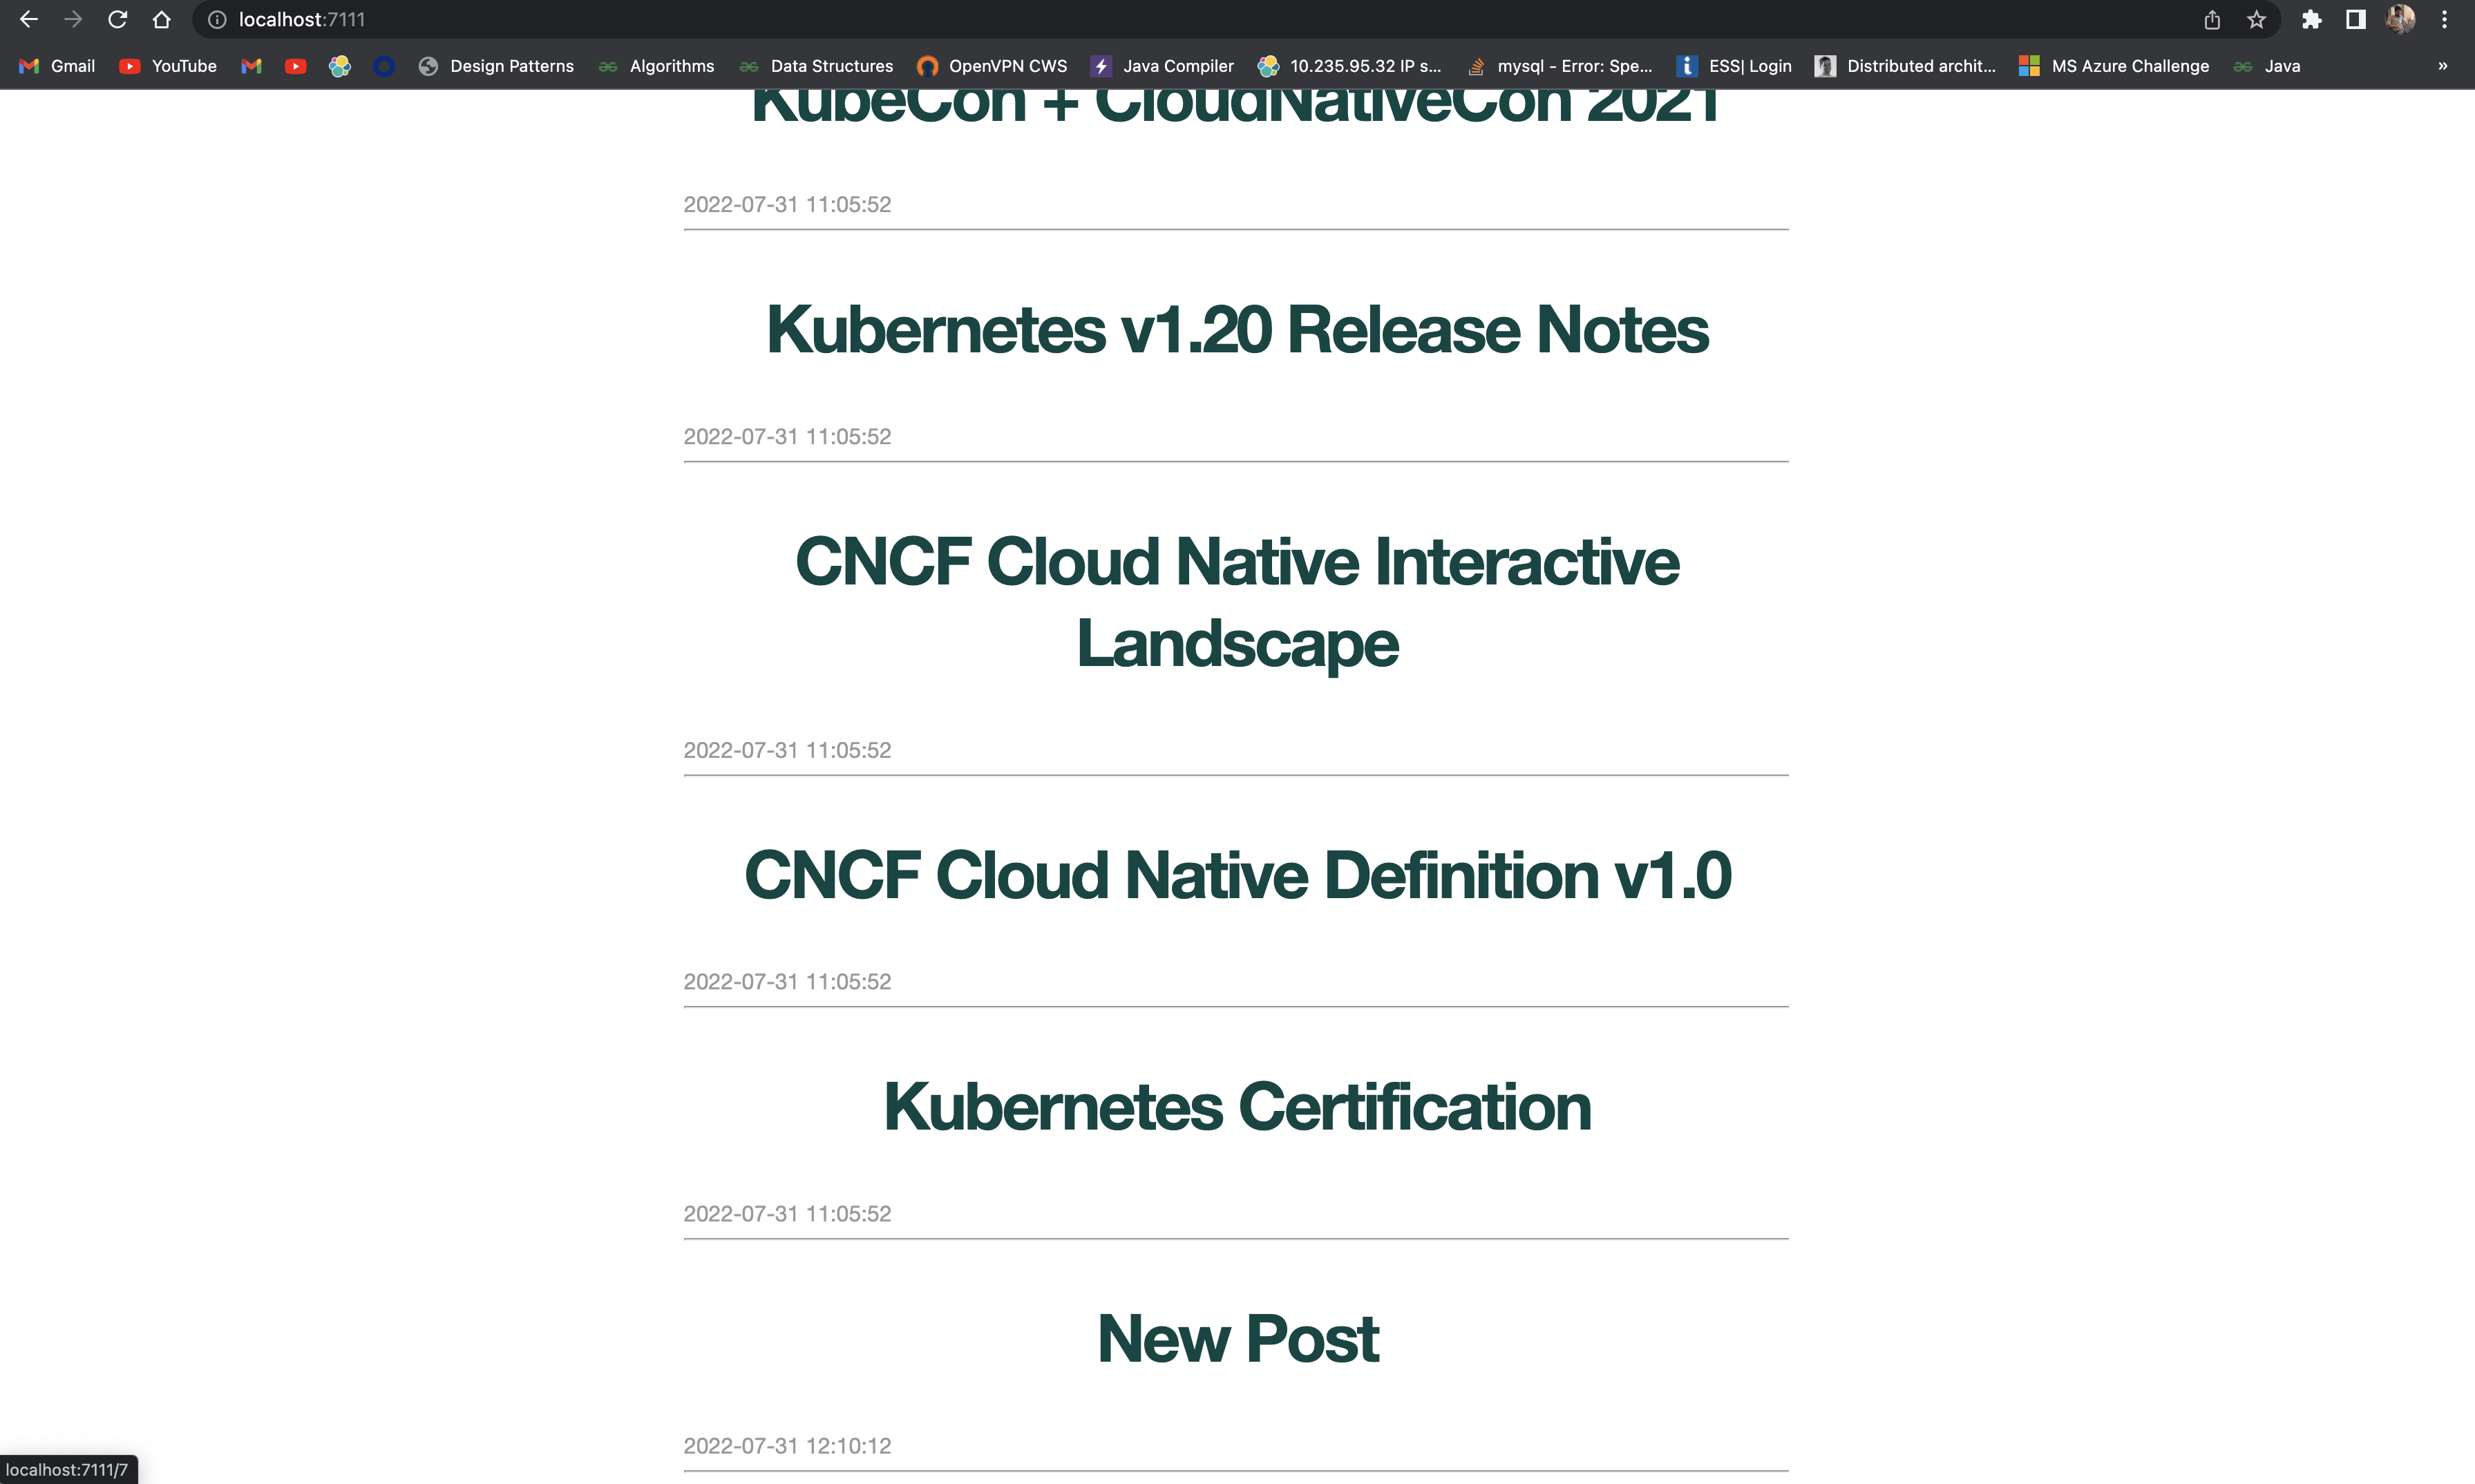 localhost:7111
Gmail
YouTube
Design Patterns
Algorithms
Data Structures
OpenVPN CWS
Java Compiler
10.235.95.32 IP s...
mysql - Error: Spe...
ESS| Login
Distributed archit...
MS Azure Challenge
Java
»
KubeCon + CloudNativeCon 2021
2022-07-31 11:05:52
Kubernetes v1.20 Release Notes
2022-07-31 11:05:52
CNCF Cloud Native Interactive
Landscape
2022-07-31 11:05:52
CNCF Cloud Native Definition v1.0
2022-07-31 11:05:52
Kubernetes Certification
2022-07-31 11:05:52
New Post
2022-07-31 12:10:12
localhost:7111/7